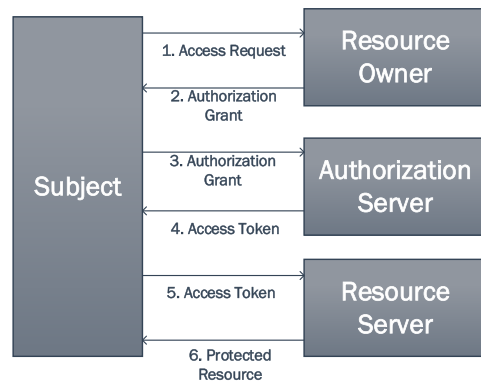 Subject
1. Access Request
Resource
Owner
2. Authorization
Grant
3. Authorization
Grant
Authorization
Server
4. Access Token
5. Access Token
Resource
Server
6. Protected
Resource